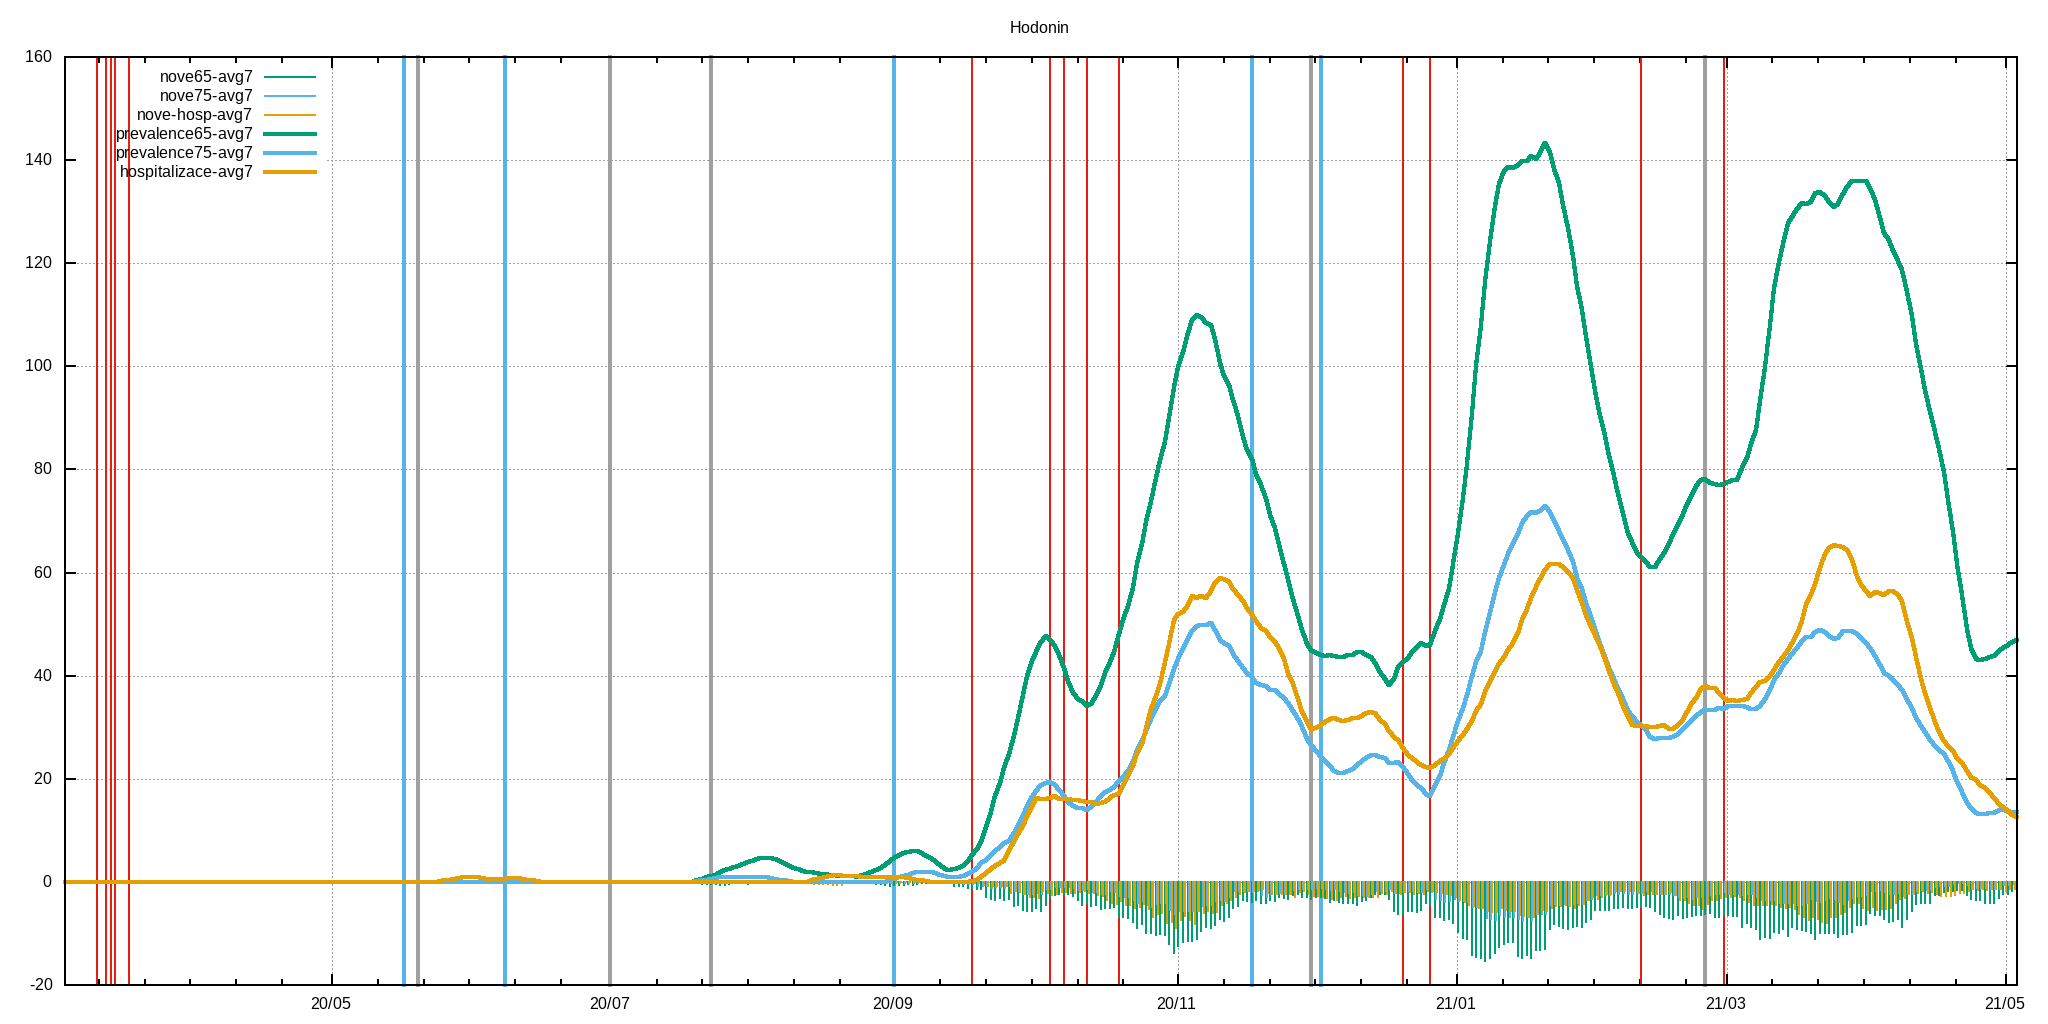 Hodonin
160
140
120
100
80
60
40
20
0
-20
nove65-avg7
nove75-avg7
nove-hosp-avg7
prevalence65-avg7
prevalence75-avg7
hospitalizace-avg7
20/05
20/07
20/09
20/11
21/01
21/03
21/05